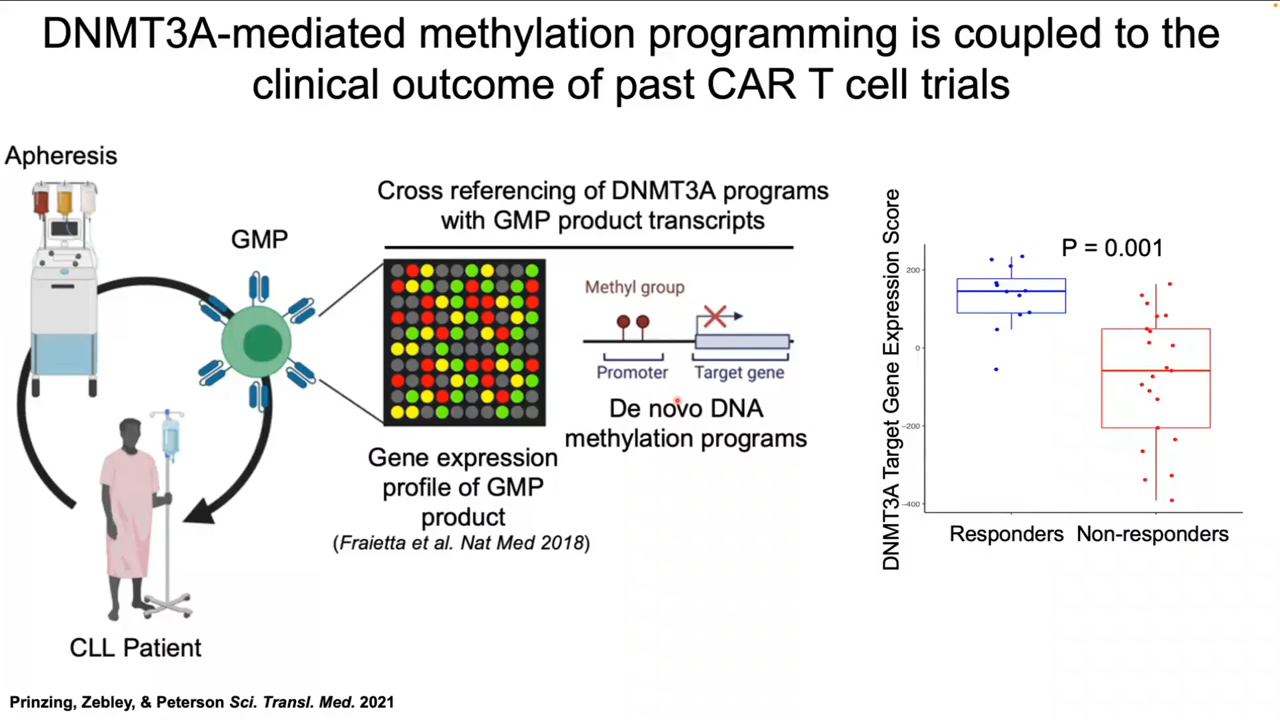 DNMT3A-mediated methylation programming is coupled to the
clinical outcome of past CAR T cell trials
Apheresis
GMP
CLL Patient
Cross referencing of DNMT3A programs
with GMP product transcripts
Gene expression
profile of GMP
product
(Fraietta et al. Nat Med 2018)
Methyl group
Promoter
Target gene
De novo DNA
methylation programs
DNMT3A Target Gene Expression Score
P = 0.001
200
0
-200
-400
Responders
Non-responders
Prinzing, Zebley, & Peterson Sci. Transl. Med. 2021